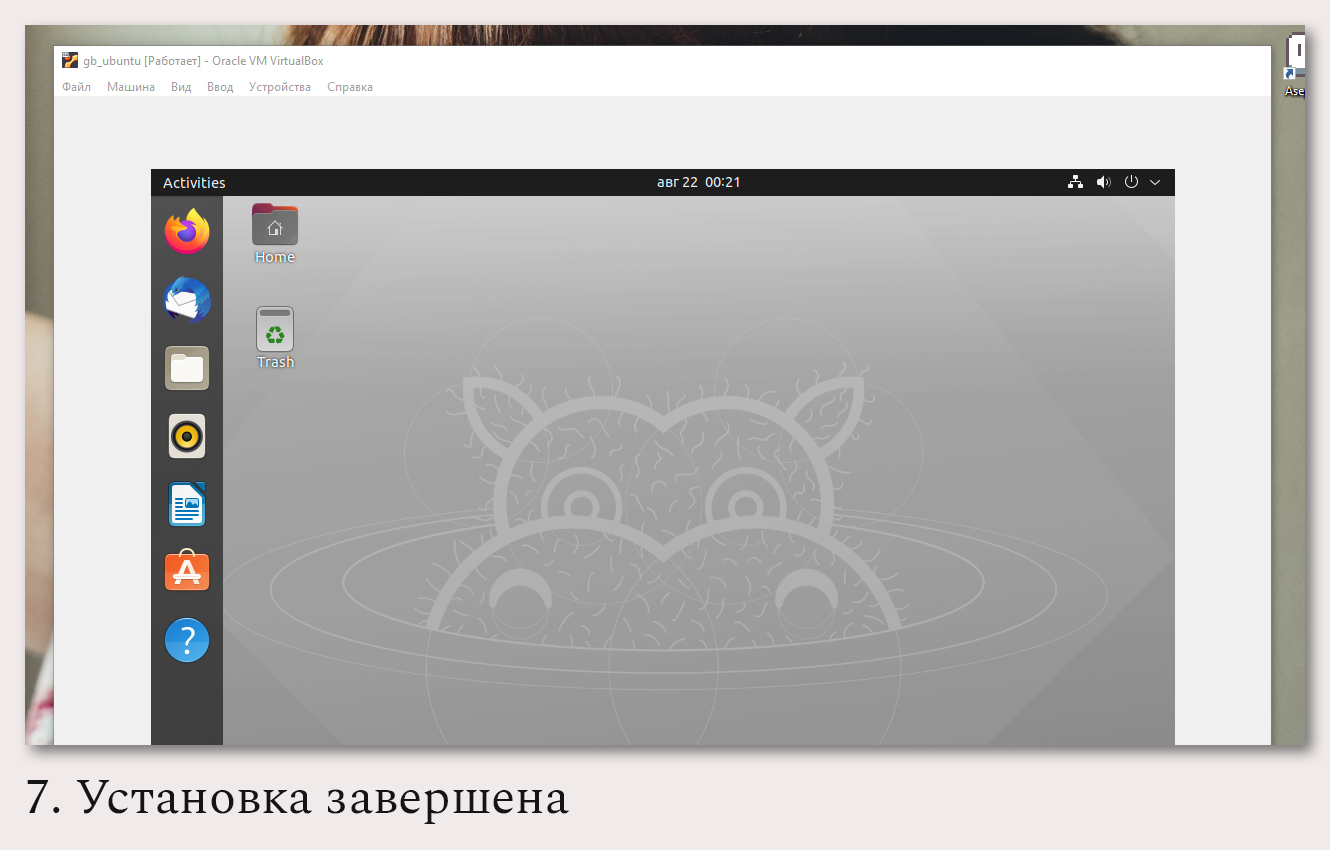 gb_ubuntu [Работает] - Oracle VM VirtualBox
Файл Машина Вид Ввод Устройства Справка
Ase
Activities авг 22 00:21
Home
Trash
7. Установка завершена